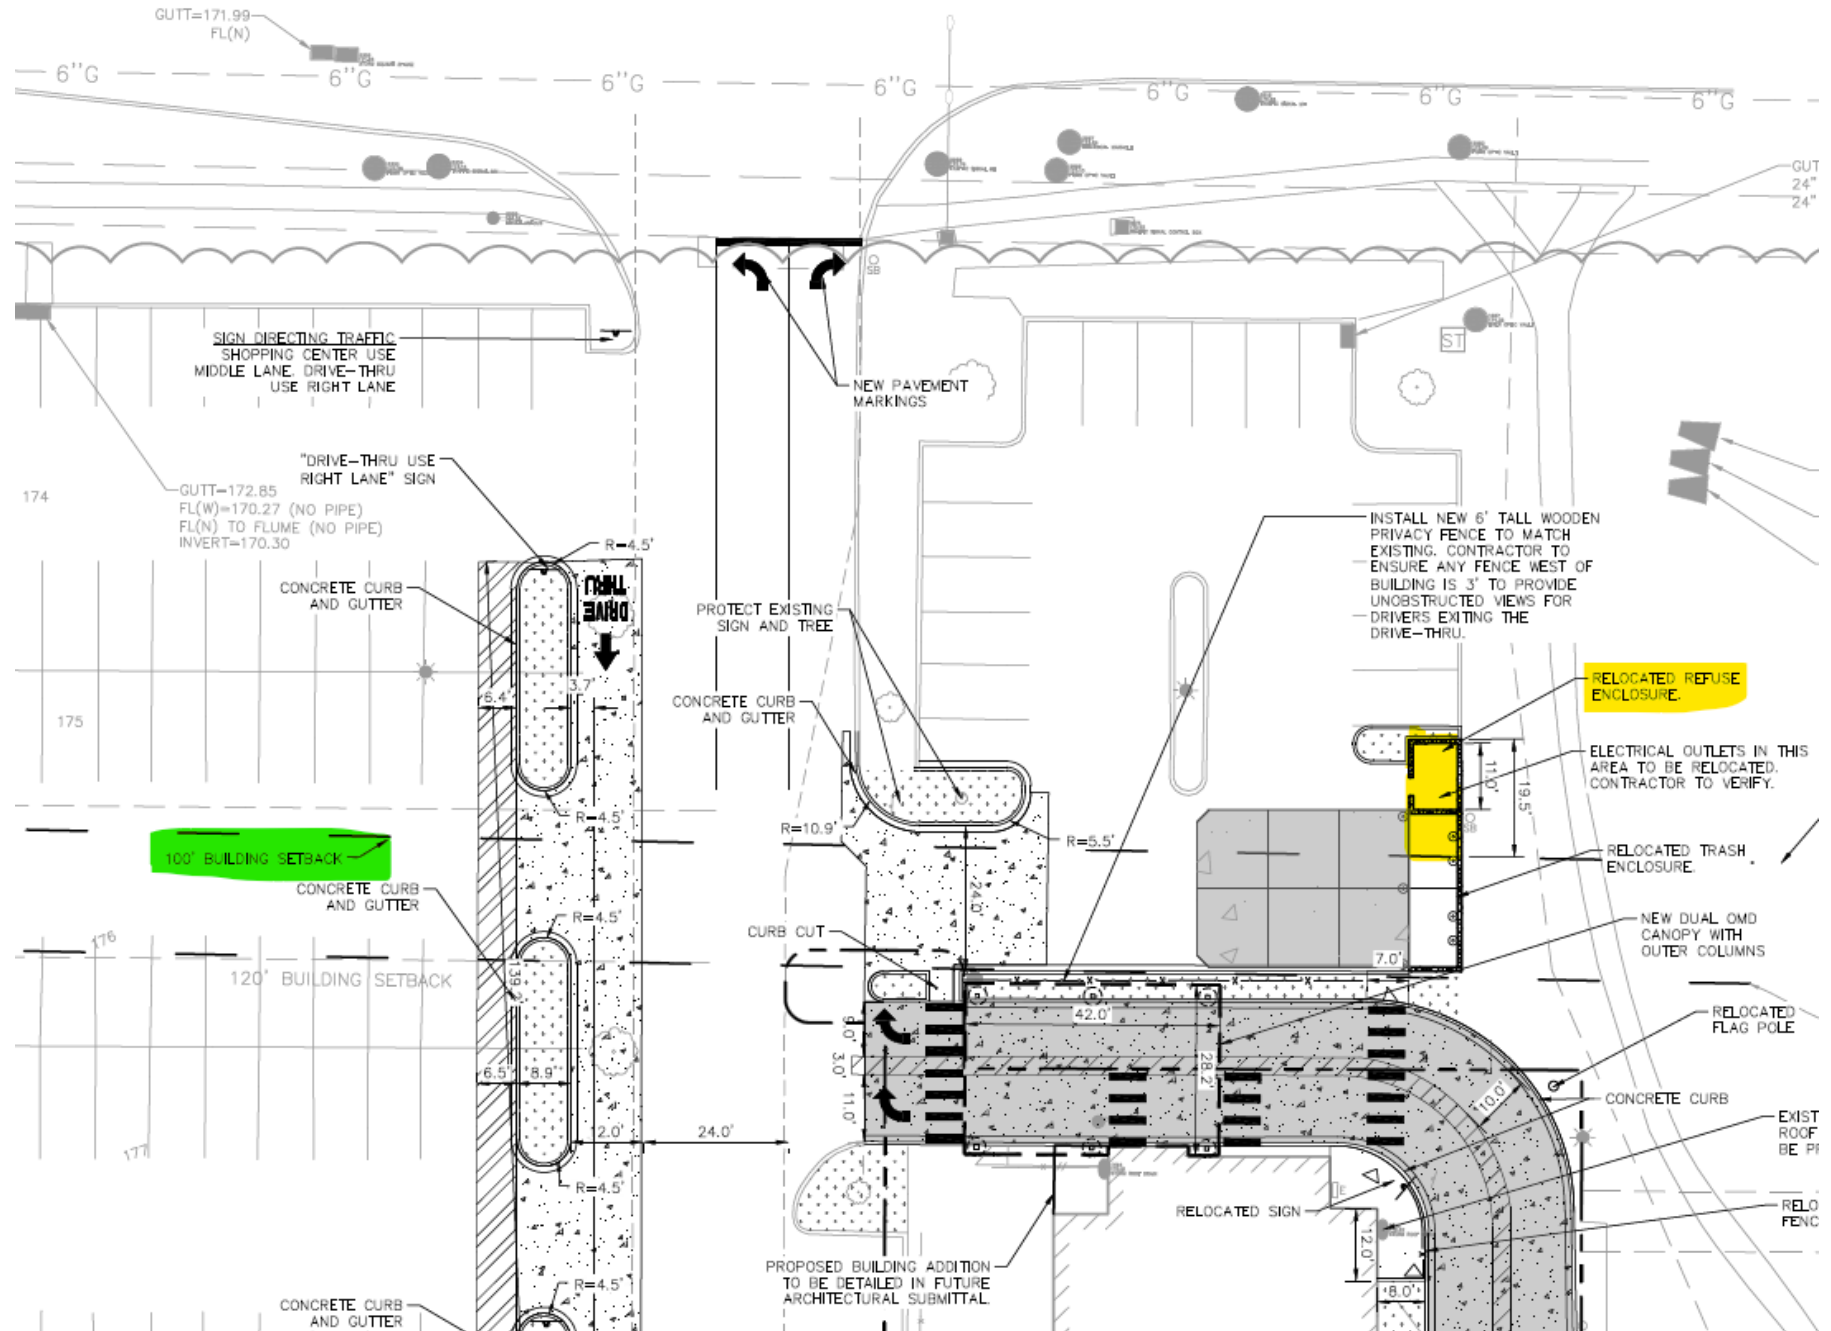 GUTT=171.99
FL(N)
6"G
6"G
6"G
6"G
6"G
6"G
6"G
GUT
24"
24"
SB
SIGN DIRECTING TRAFFIC
SHOPPING CENTER USE
MIDDLE LANE. DRIVE-THRU
USE RIGHT LANE
ST
NEW PAVEMENT
MARKINGS
"DRIVE-THRU USE
RIGHT LANE" SIGN
174
GUTT=172.85
FL(W)=170.27 (NO PIPE)
FL(N) TO FLUME (NO PIPE)
INVERT=170.30
INSTALL NEW 6' TALL WOODEN
PRIVACY FENCE TO MATCH
EXISTING. CONTRACTOR TO
ENSURE ANY FENCE WEST OF
BUILDING IS 3' TO PROVIDE
UNOBSTRUCTED VIEWS FOR
DRIVERS EXITING THE
DRIVE-THRU.
R=4.5'
CONCRETE CURB
AND GUTTER
DRIVE
THRU
PROTECT EXISTING
SIGN AND TREE
RELOCATED REFUSE
ENCLOSURE.
6.4'
3.7'
CONCRETE CURB
AND GUTTER
175
ELECTRICAL OUTLETS IN THIS
AREA TO BE RELOCATED.
CONTRACTOR TO VERIFY.
11.0'
19.5'
R=4.5'
R=10.9'
R=5.5'
SB
100' BUILDING SETBACK
RELOCATED TRASH
ENCLOSURE.
CONCRETE CURB
AND GUTTER
24.0'
R=4.5'
CURB CUT
NEW DUAL OMD
CANOPY WITH
OUTER COLUMNS
176
120' BUILDING SETBACK
139.2'
7.0'
RELOCATED
FLAG POLE
42.0'
9.0'
3.0'
28.2'
11.0'
6.5'
8.9'
10.0'
CONCRETE CURB
EXIST
ROOF
BE PR
177
12.0'
24.0'
R=4.5'
RELOCATED SIGN
E
RELO
FENC
12.0'
PROPOSED BUILDING ADDITION
TO BE DETAILED IN FUTURE
ARCHITECTURAL SUBMITTAL.
R=4.5'
8.0'
CONCRETE CURB
AND GUTTER